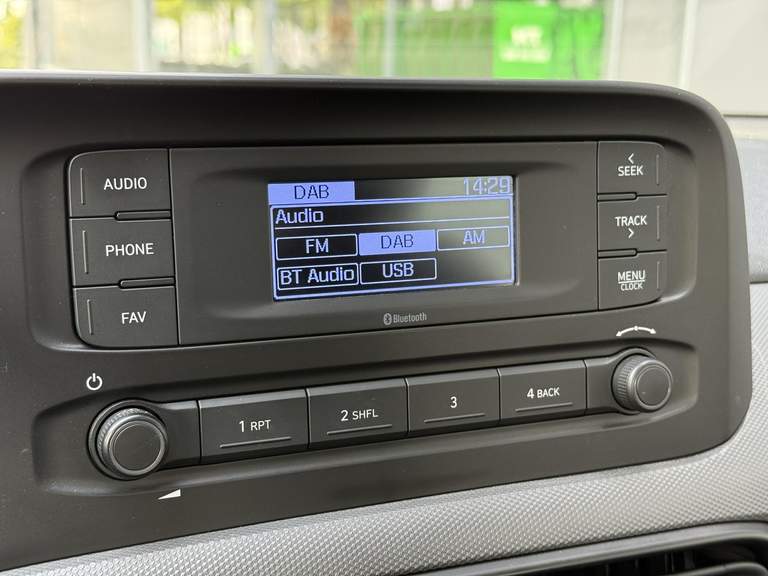 AUDIO
PHONE
FAV
DAB 14:29
Audio
FM DAB AM
BT Audio USB
Bluetooth
<
SEEK
TRACK
>
MENU
CLOCK
1 RPT
2 SHFL
3
4 BACK